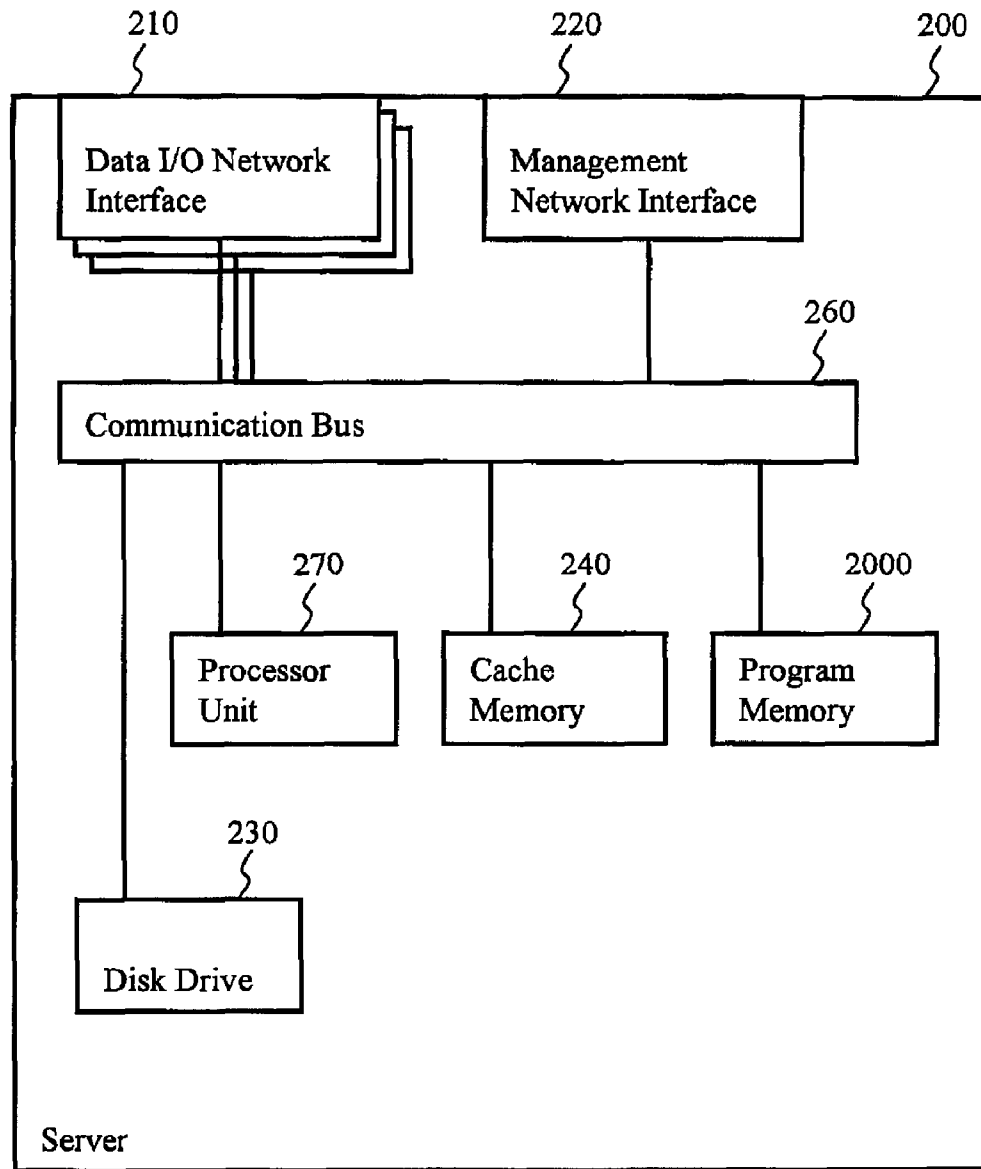 210
220
200
Data I/O Network
Interface
Management
Network Interface
260
Communication Bus
270
240
2000
Processor
Unit
Cache
Memory
Program
Memory
230
Disk Drive
Server